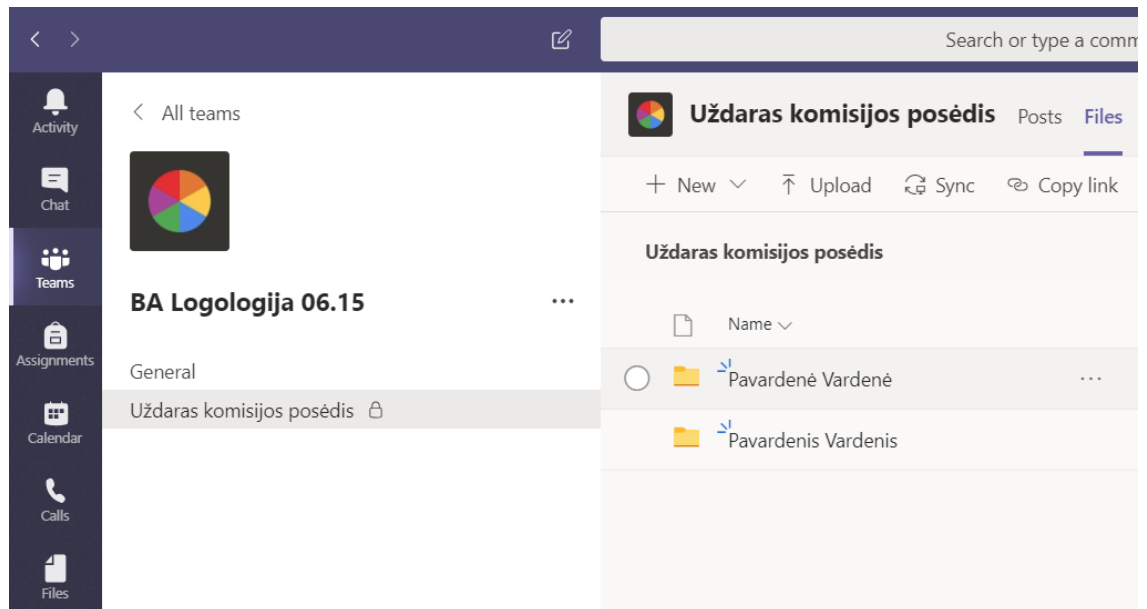 Search or type a comm
Activity
Chat
Teams
Assignments
Calendar
Calls
Files
All teams
BA Logologija 06.15
General
Uždaras komisijos posėdis
Uždaras komisijos posėdis Posts Files
New Upload Sync Copy link
Uždaras komisijos posėdis
Name
Pavardenė Vardenė
Pavardenis Vardenis